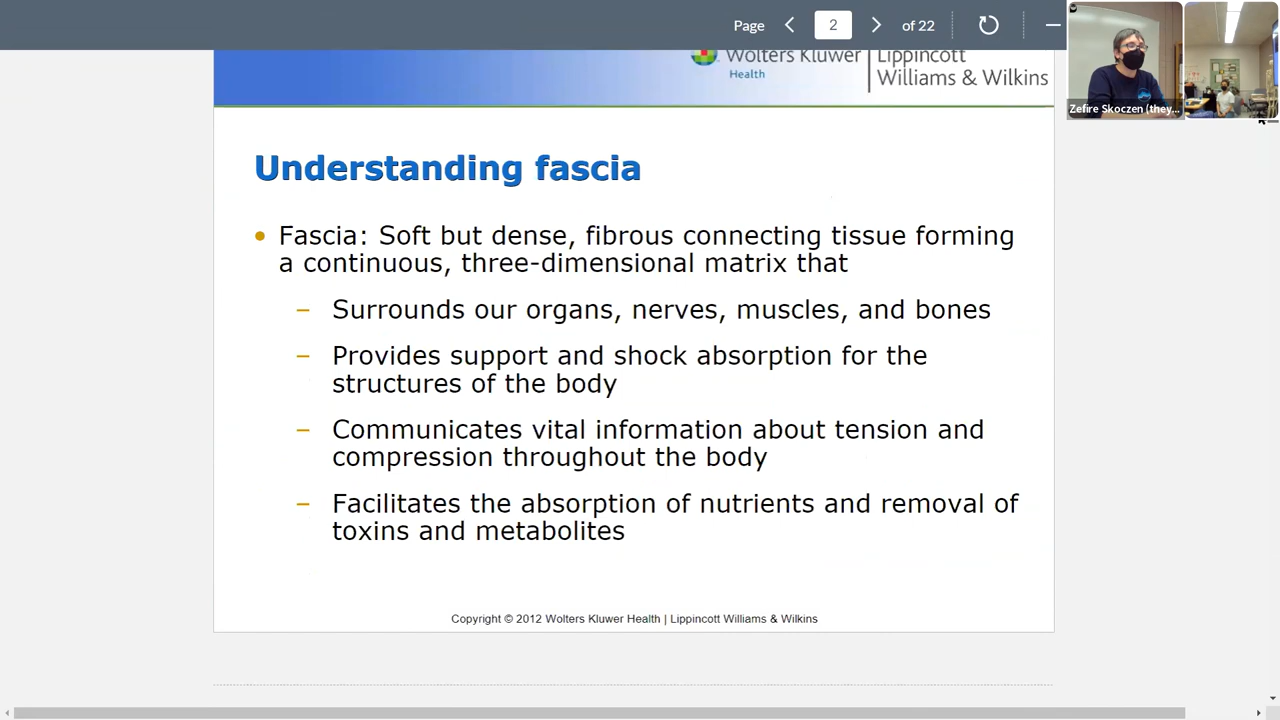 Page 2 of 22
Wolters Kluwer
Health
Lippincott
Williams & Wilkins
Zefire Skoczen (they...
Understanding fascia
• Fascia: Soft but dense, fibrous connecting tissue forming
a continuous, three-dimensional matrix that
– Surrounds our organs, nerves, muscles, and bones
– Provides support and shock absorption for the
structures of the body
– Communicates vital information about tension and
compression throughout the body
– Facilitates the absorption of nutrients and removal of
toxins and metabolites
Copyright © 2012 Wolters Kluwer Health | Lippincott Williams & Wilkins